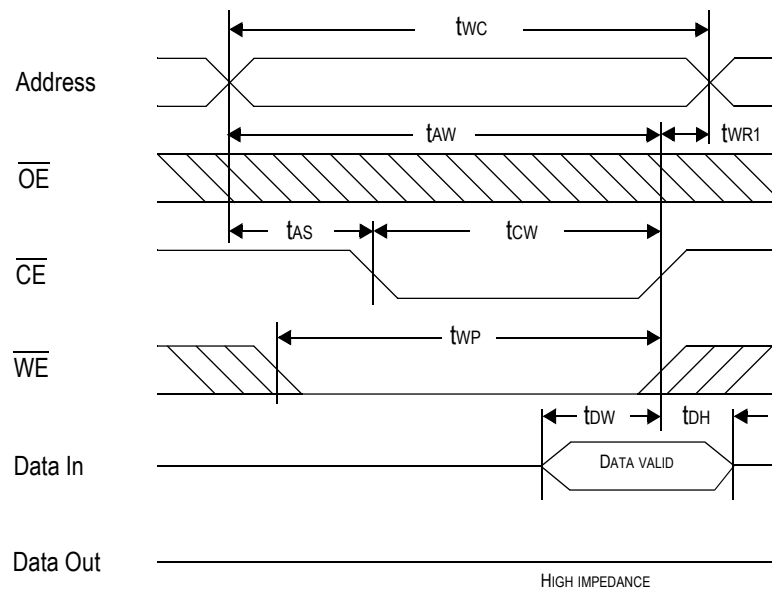 tWC
Address
tAW
tWR1
OE
tAS
tCW
CE
tWP
WE
tDW
tDH
Data In
DATA VALID
Data Out
HIGH IMPEDANCE